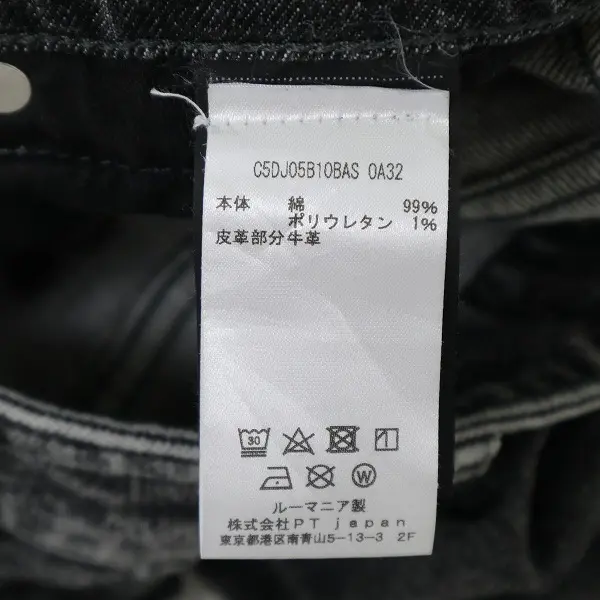 C5DJ05B10BAS 0A32
本体 綿 99%
ポリウレタン 1%
皮革部分牛革
30
W
ルーマニア製
株式会社PT japan
東京都港区南青山5-13-3 2F